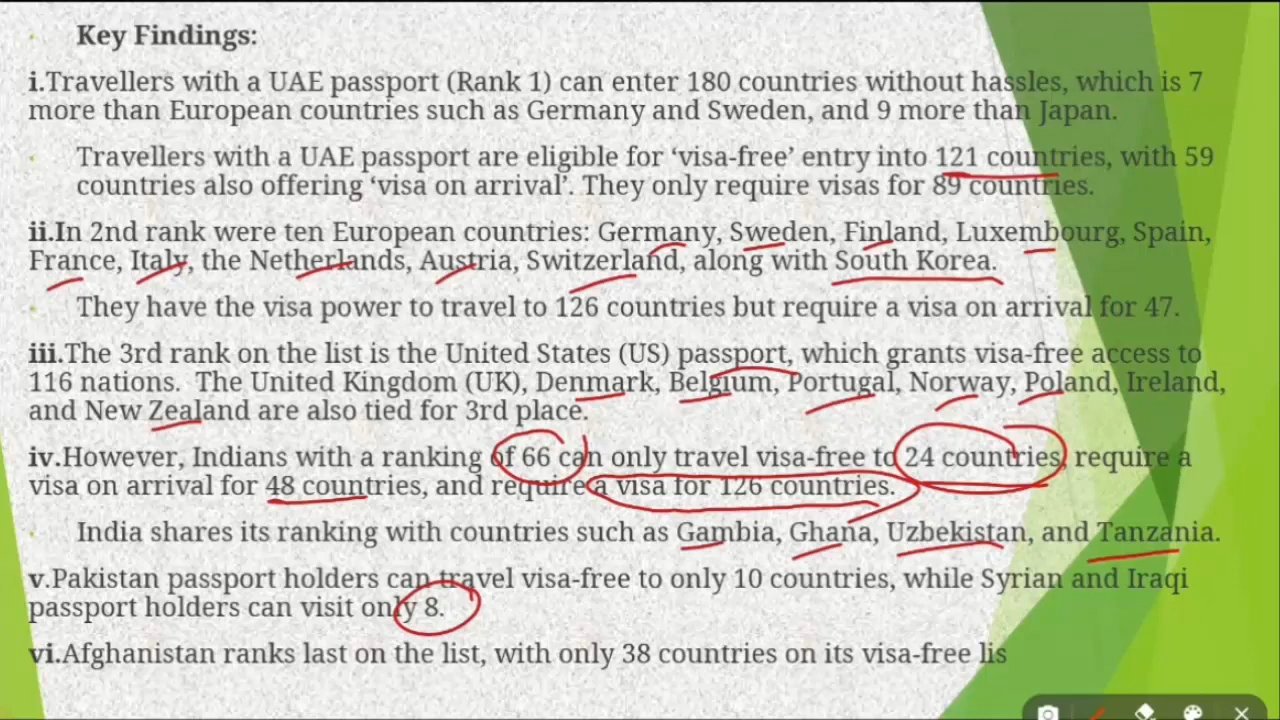 Key Findings:
i.Travellers with a UAE passport (Rank 1) can enter 180 countries without hassles, which is 7
more than European countries such as Germany and Sweden, and 9 more than Japan.
Travellers with a UAE passport are eligible for ‘visa-free’ entry into 121 countries, with 59
countries also offering ‘visa on arrival’. They only require visas for 89 countries.
ii.In 2nd rank were ten European countries: Germany, Sweden, Finland, Luxembourg, Spain,
France, Italy, the Netherlands, Austria, Switzerland, along with South Korea.
They have the visa power to travel to 126 countries but require a visa on arrival for 47.
iii.The 3rd rank on the list is the United States (US) passport, which grants visa-free access to
116 nations. The United Kingdom (UK), Denmark, Belgium, Portugal, Norway, Poland, Ireland,
and New Zealand are also tied for 3rd place.
iv.However, Indians with a ranking of 66 can only travel visa-free to 24 countries, require a
visa on arrival for 48 countries, and require a visa for 126 countries.
India shares its ranking with countries such as Gambia, Ghana, Uzbekistan, and Tanzania.
v.Pakistan passport holders can travel visa-free to only 10 countries, while Syrian and Iraqi
passport holders can visit only 8.
vi.Afghanistan ranks last on the list, with only 38 countries on its visa-free lis